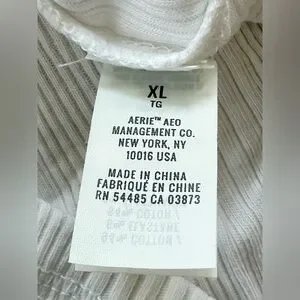 XL
TG
AERIE™ AEO
MANAGEMENT CO.
NEW YORK, NY
10016 USA
MADE IN CHINA
FABRIQUÉ EN CHINE
RN 54485 CA 03873